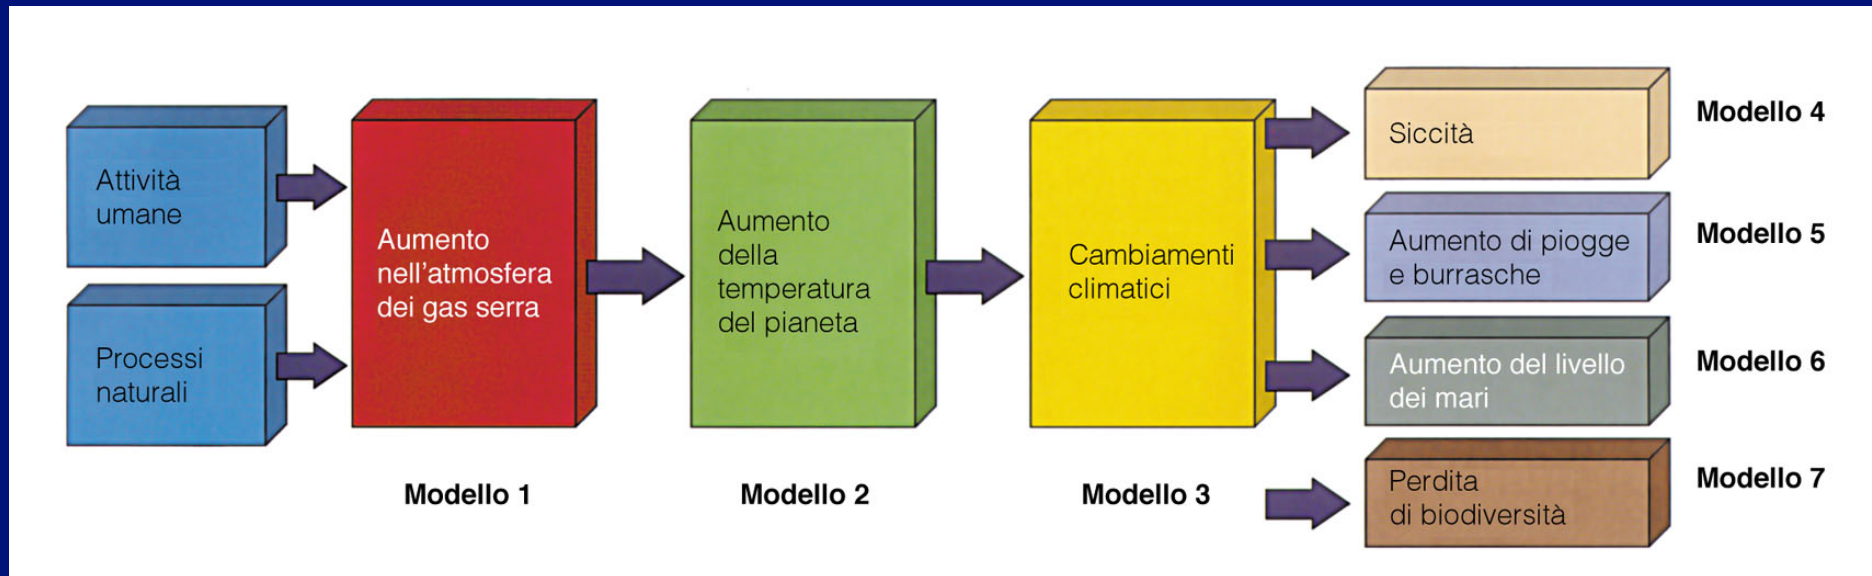 Attività
umane
Processi
naturali
Aumento
nell'atmosfera
dei gas serra
Modello 1
Aumento
della
temperatura
del pianeta
Modello 2
Cambiamenti
climatici
Modello 3
Siccità
Modello 4
Aumento di piogge
e burrasche
Modello 5
Aumento del livello
dei mari
Modello 6
Perdita
di biodiversità
Modello 7